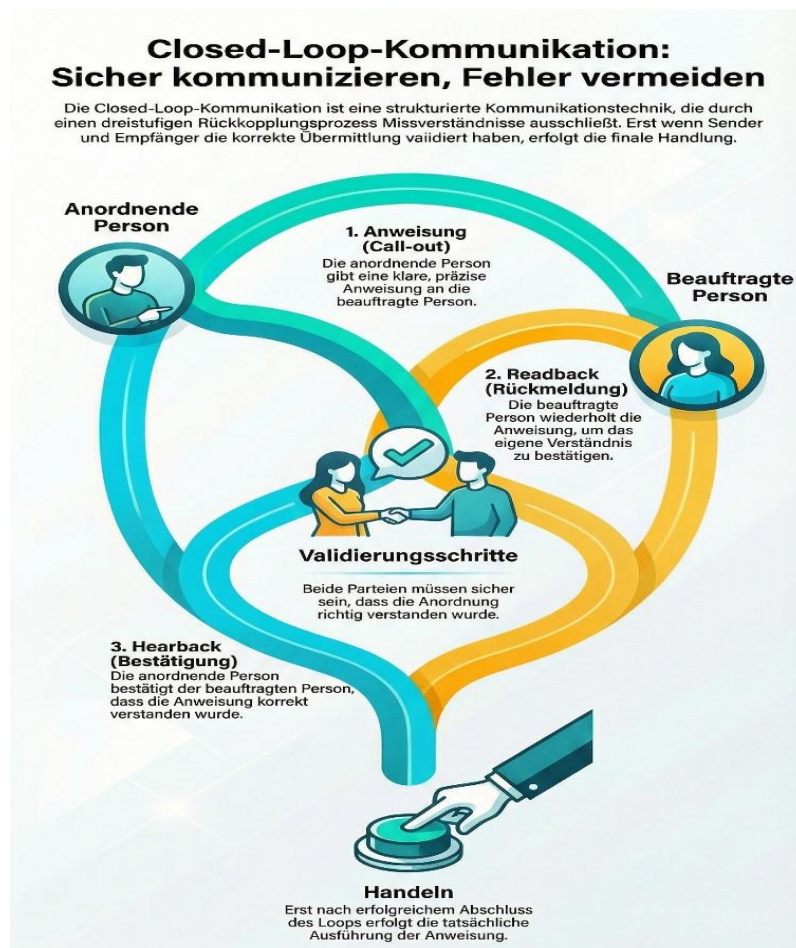 Closed-Loop-Kommunikation:
Sicher kommunizieren, Fehler vermeiden
Die Closed-Loop-Kommunikation ist eine strukturierte Kommunikationstechnik, die durch
einen dreistufigen Rückkopplungsprozess Missverständnisse ausschließt. Erst wenn Sender
und Empfänger die korrekte Übermittlung vaiidiert haben, erfolgt die finale Handlung.
Anordnende
Person
1. Anweisung
(Call-out)
Die anordnende Person
gibt eine klare, präzise
Anweisung an die
beauftragte Person.
Beauftragte
Person
2. Readback
(Rückmeldung)
Die beauftragte
Person wiederholt die
Anweisung, um das
eigene Verständnis
zu bestätigen.
Validierungsschritte
Beide Parteien müssen sicher
sein, dass die Anordnung
richtig verstanden wurde.
3. Hearback
(Bestätigung)
Die anordnende Person
bestätigt der beauftragten Person,
dass die Anweisung korrekt
verstanden wurde.
Handeln
Erst nach erfolgreichem Abschluss
des Loops erfolgt die tatsächliche
Ausführung der Anweisung.